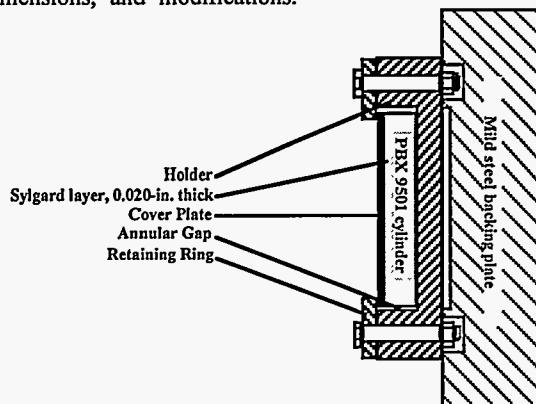 dimensions, and modifications.
Holder
Sylgard layer, 0.020-in. thick
Cover Plate
Annular Gap
Retaining Ring
PBX 9501 cylinder
Mild steel backing plate